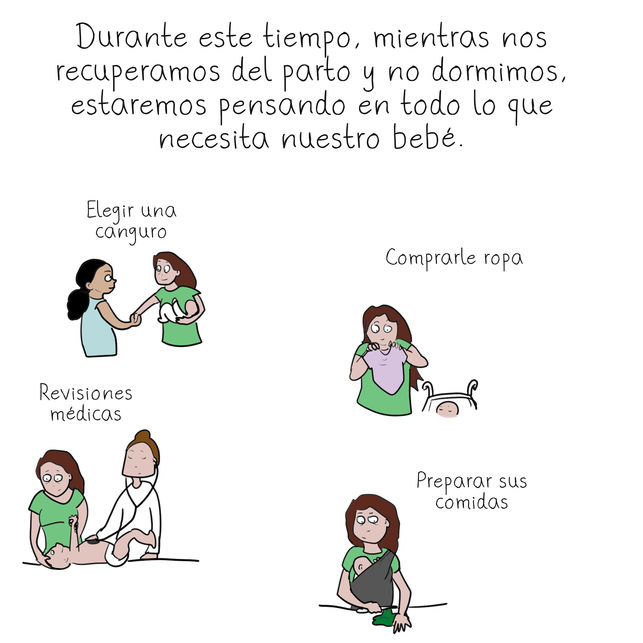 Durante este tiempo, mientras nos
recuperamos del parto y no dormimos,
estaremos pensando en todo lo que
necesita nuestro bebé.
Elegir una
canguro
Comprarle ropa
Revisiones
médicas
Preparar sus
comidas